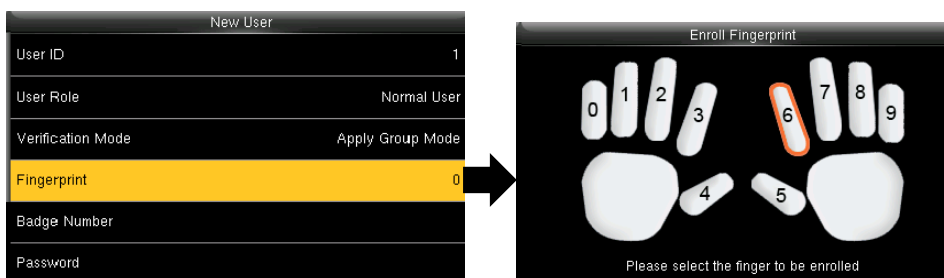 New User
User ID 1
User Role Normal User
Verification Mode Apply Group Mode
Fingerprint 0
Badge Number
Password
Enroll Fingerprint
0 1 2 3 4 5 6 7 8 9
Please select the finger to be enrolled